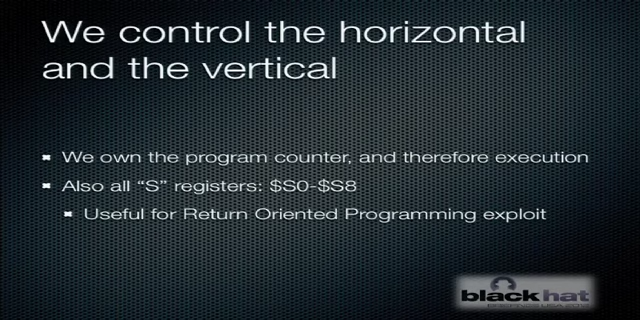 We control the horizontal
and the vertical
We own the program counter, and therefore execution
Also all “S” registers: $S0-$S8
Useful for Return Oriented Programming exploit
black hat